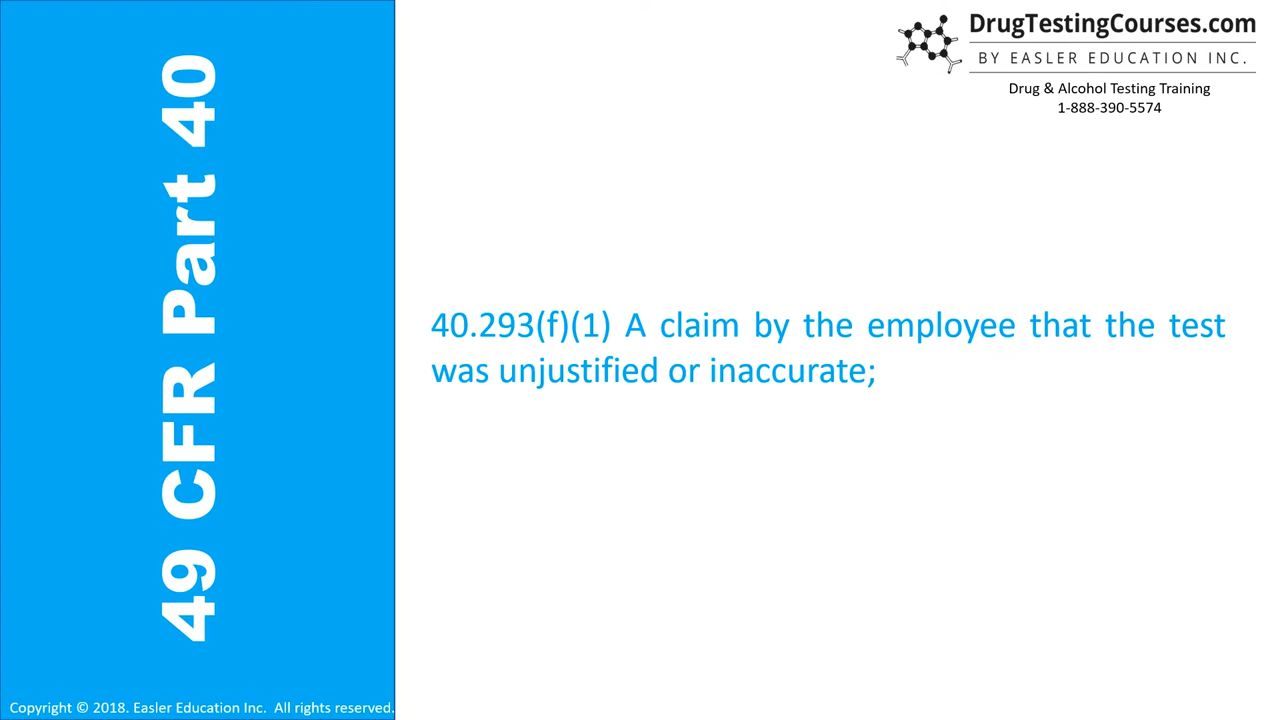 49 CFR Part 40
DrugTestingCourses.com
BY EASLER EDUCATION INC.
Drug & Alcohol Testing Training
1-888-390-5574
40.293(f)(1) A claim by the employee that the test
was unjustified or inaccurate;
Copyright © 2018. Easler Education Inc. All rights reserved.